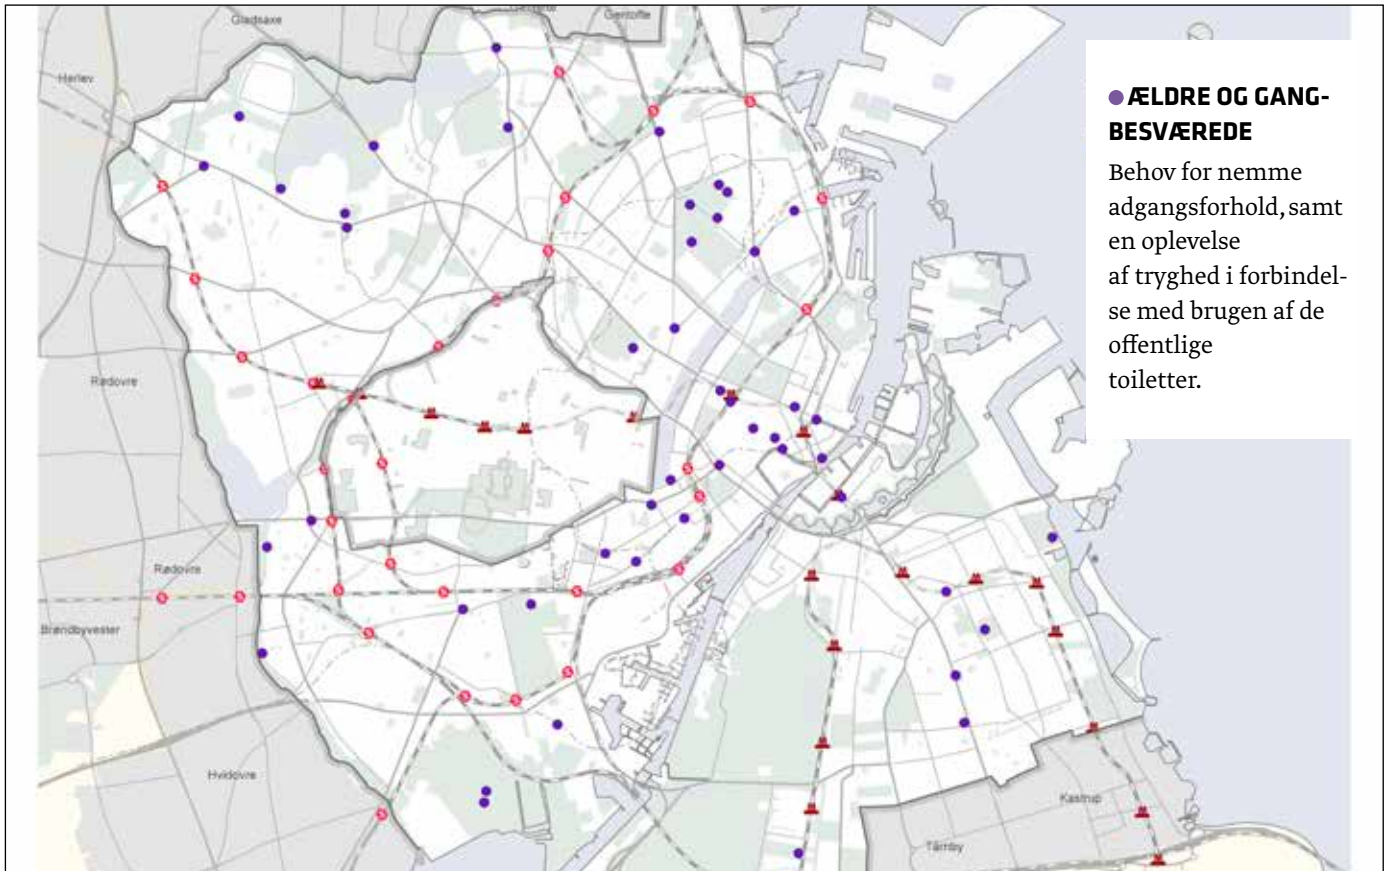 Gladsaxe
Gentofte
Herlev
Rødovre
Rødovre
Brøndbyvester
Hvidovre
Kastrup
Tårnby
ÆLDRE OG GANG-
BESVÆREDE
Behov for nemme
adgangsforhold, samt
en oplevelse
af tryghed i forbindel-
se med brugen af de
offentlige
toiletter.